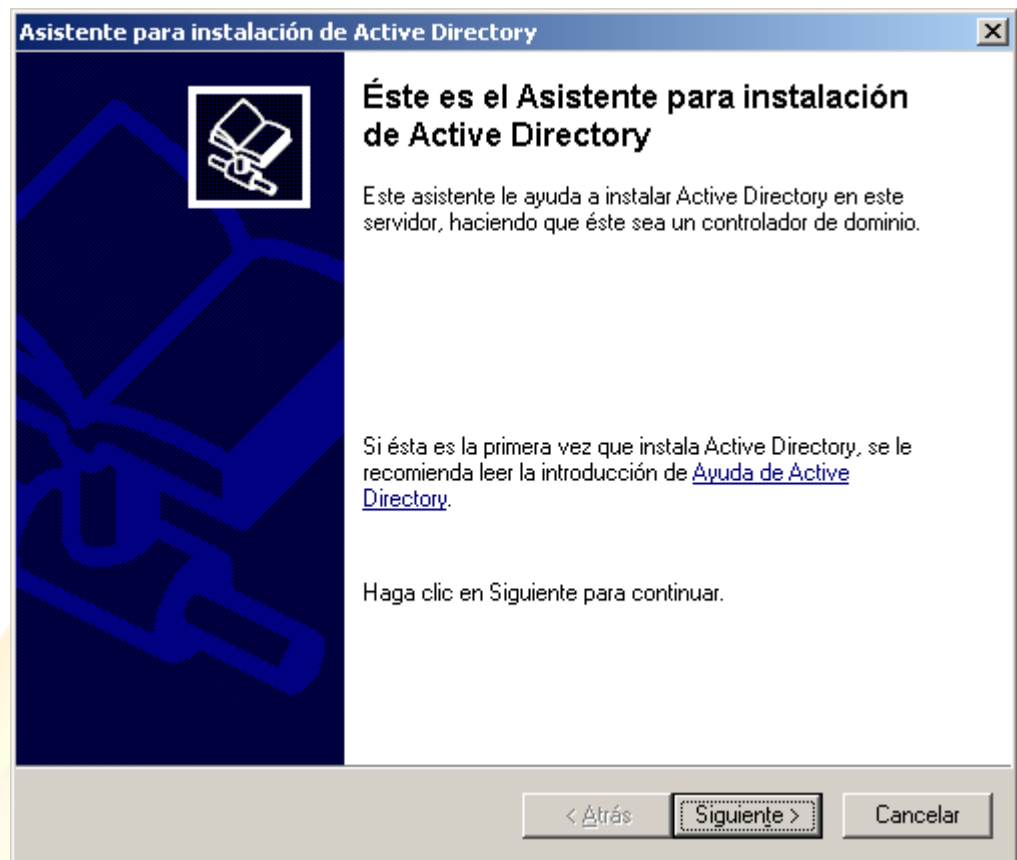 Asistente para instalación de Active Directory
Éste es el Asistente para instalación
de Active Directory
Este asistente le ayuda a instalar Active Directory en este
servidor, haciendo que éste sea un controlador de dominio.
Si ésta es la primera vez que instala Active Directory, se le
recomienda leer la introducción de Ayuda de Active
Directory.
Haga clic en Siguiente para continuar.
< Atrás Siguiente > Cancelar